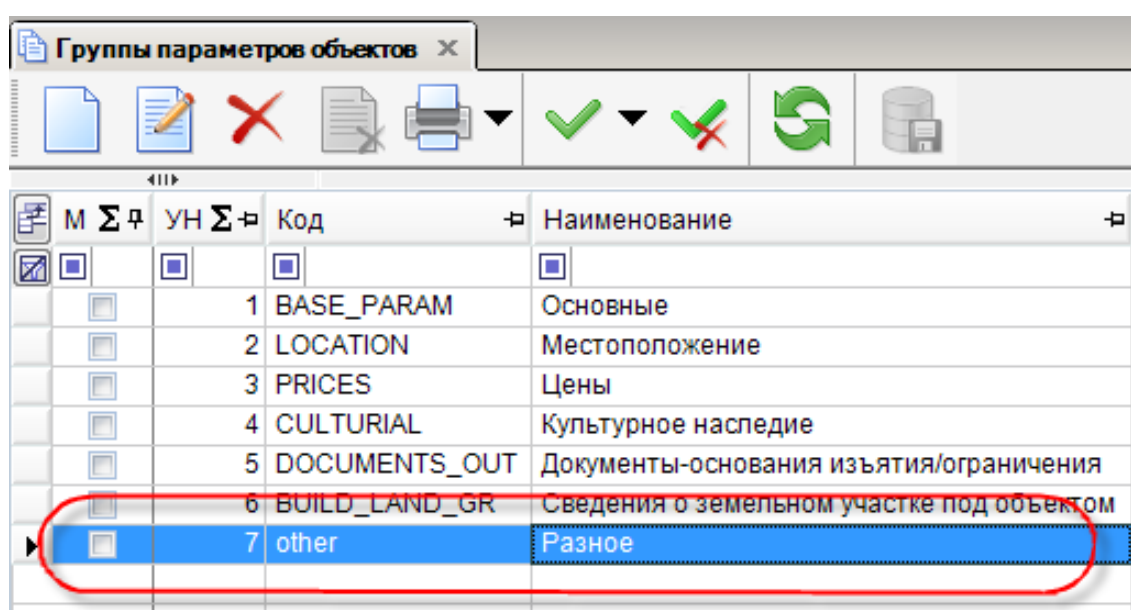 Группы параметров объектов
М Σ УН Σ Код Наименование
1 BASE_PARAM Основные
2 LOCATION Местоположение
3 PRICES Цены
4 CULTURIAL Культурное наследие
5 DOCUMENTS_OUT Документы-основания изъятия/ограничения
6 BUILD_LAND_GR Сведения о земельном участке под объектом
7 other Разное